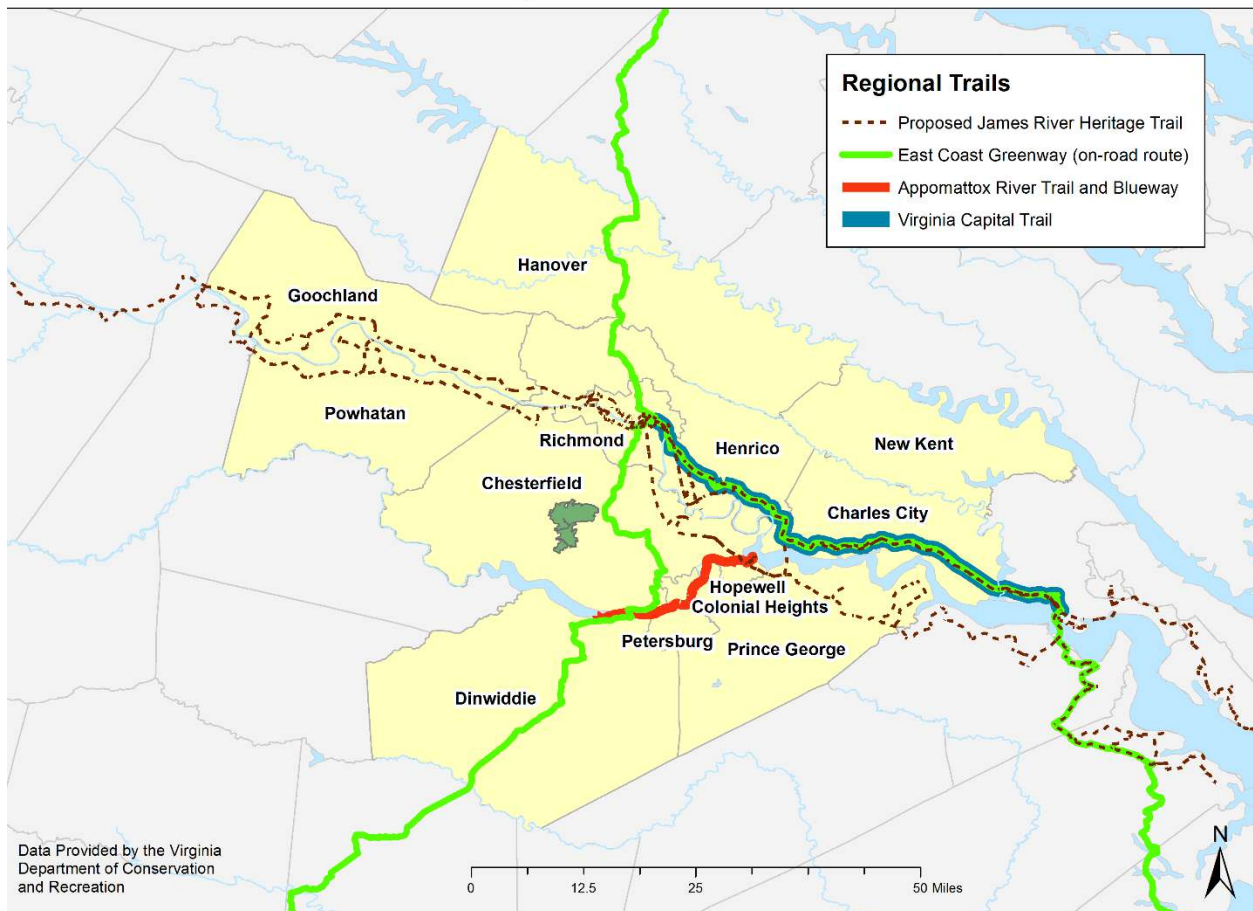 Regional Trails
Proposed James River Heritage Trail
East Coast Greenway (on-road route)
Appomattox River Trail and Blueway
Virginia Capital Trail
Hanover
Goochland
Powhatan
Richmond
Henrico
New Kent
Chesterfield
Charles City
Hopewell
Colonial Heights
Petersburg
Prince George
Dinwiddie
Data Provided by the Virginia
Department of Conservation
and Recreation
0 12.5 25 50 Miles
N